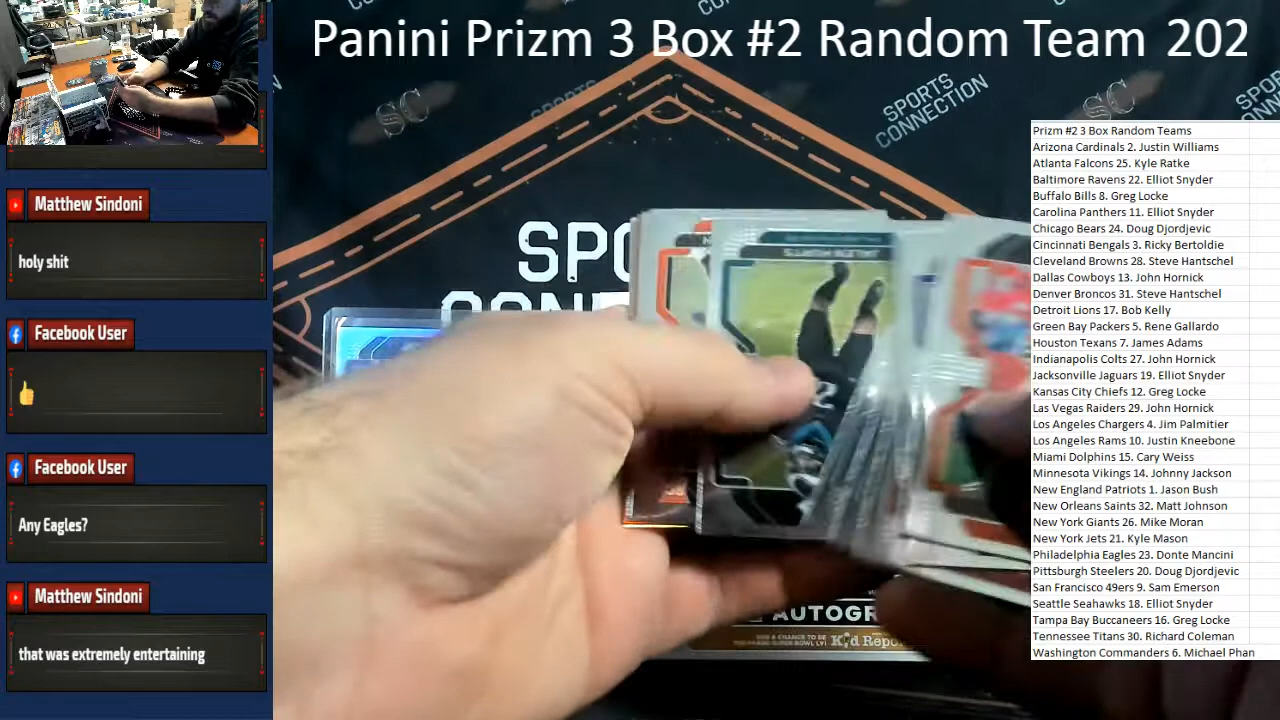 Panini Prizm 3 Box #2 Random Team 202
SC
SPORTS
CONNECTION
SC
Matthew Sindoni
holy shit
Facebook User
👍
Facebook User
Any Eagles?
Matthew Sindoni
that was extremely entertaining
AUTOGR
Prizm #2 3 Box Random Teams
Arizona Cardinals 2. Justin Williams
Atlanta Falcons 25. Kyle Ratke
Baltimore Ravens 22. Elliot Snyder
Buffalo Bills 8. Greg Locke
Carolina Panthers 11. Elliot Snyder
Chicago Bears 24. Doug Djordjevic
Cincinnati Bengals 3. Ricky Bertoldie
Cleveland Browns 28. Steve Hantschel
Dallas Cowboys 13. John Hornick
Denver Broncos 31. Steve Hantschel
Detroit Lions 17. Bob Kelly
Green Bay Packers 5. Rene Gallardo
Houston Texans 7. James Adams
Indianapolis Colts 27. John Hornick
Jacksonville Jaguars 19. Elliot Snyder
Kansas City Chiefs 12. Greg Locke
Las Vegas Raiders 29. John Hornick
Los Angeles Chargers 4. Jim Palmitier
Los Angeles Rams 10. Justin Kneebone
Miami Dolphins 15. Cary Weiss
Minnesota Vikings 14. Johnny Jackson
New England Patriots 1. Jason Bush
New Orleans Saints 32. Matt Johnson
New York Giants 26. Mike Moran
New York Jets 21. Kyle Mason
Philadelphia Eagles 23. Donte Mancini
Pittsburgh Steelers 20. Doug Djordjevic
San Francisco 49ers 9. Sam Emerson
Seattle Seahawks 18. Elliot Snyder
Tampa Bay Buccaneers 16. Greg Locke
Tennessee Titans 30. Richard Coleman
Washington Commanders 6. Michael Phan